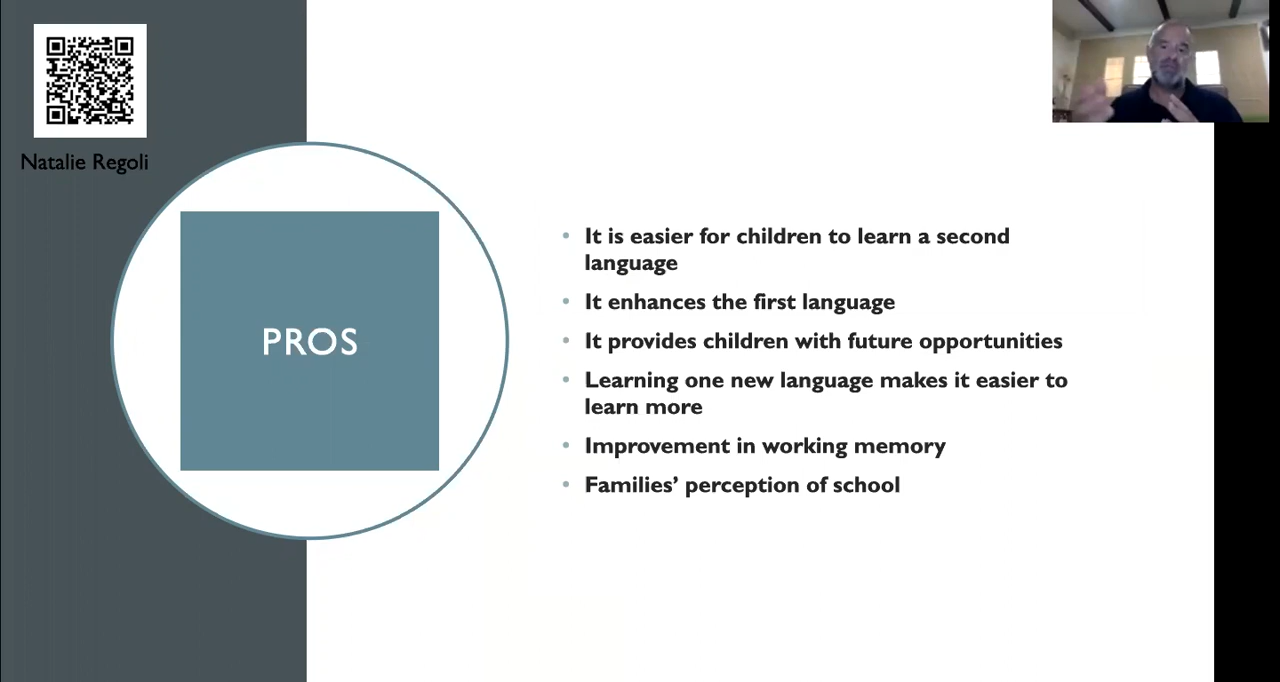 Natalie Regoli
PROS
• It is easier for children to learn a second
language
• It enhances the first language
• It provides children with future opportunities
• Learning one new language makes it easier to
learn more
• Improvement in working memory
• Families’ perception of school